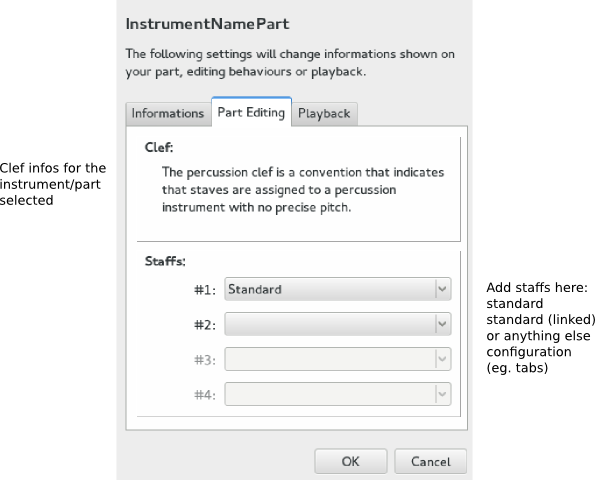 InstrumentNamePart
The following settings will change informations shown on
your part, editing behaviours or playback.
Informations
Part Editing
Playback
Clef:
The percussion clef is a convention that indicates
that staves are assigned to a percussion
instrument with no precise pitch.
Clef infos for the
instrument/part
selected
Staffs:
#1:
Standard
#2:
#3:
#4:
Add staffs here:
standard
standard (linked)
or anything else
configuration
(eg. tabs)
OK
Cancel